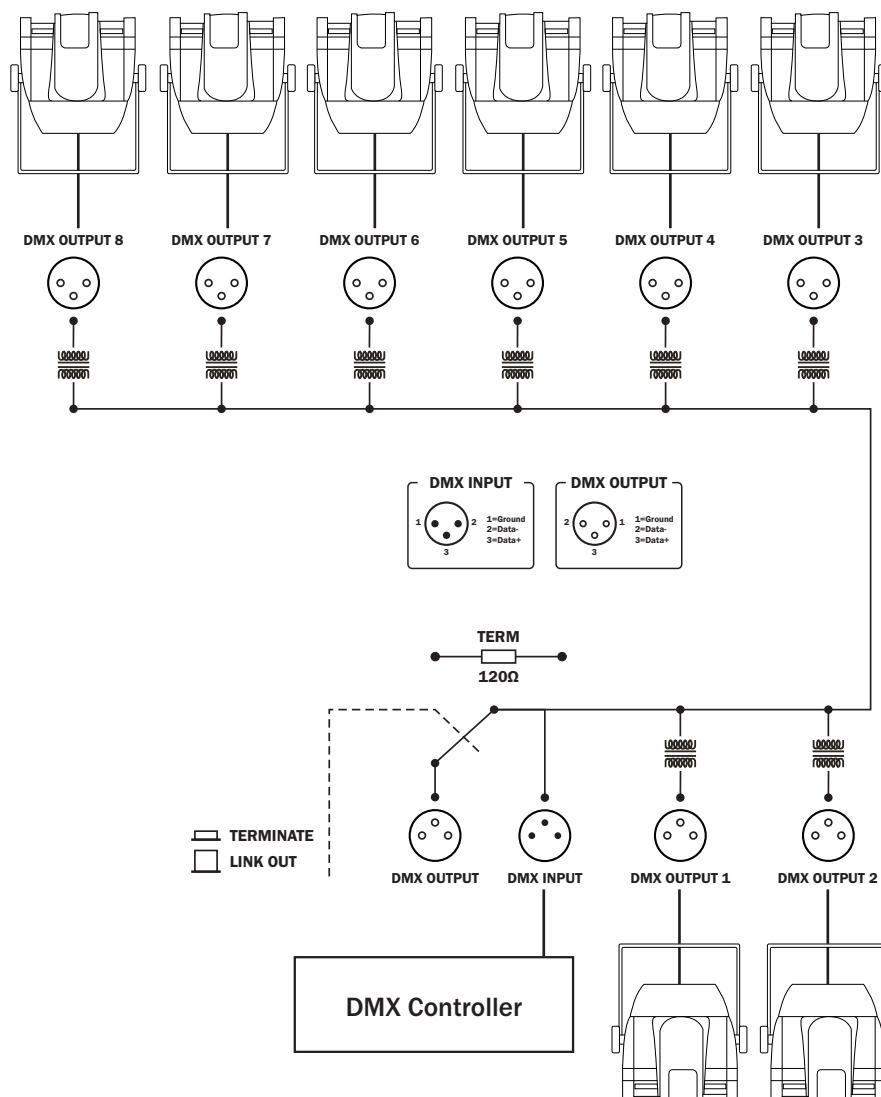 DMX OUTPUT 8 DMX OUTPUT 7 DMX OUTPUT 6 DMX OUTPUT 5 DMX OUTPUT 4 DMX OUTPUT 3
DMX INPUT
1 2
3
1=Ground
2=Data-
3=Data+
DMX OUTPUT
2 1
3
1=Ground
2=Data-
3=Data+
TERM
120Ω
TERMINATE
LINK OUT
DMX OUTPUT DMX INPUT DMX OUTPUT 1 DMX OUTPUT 2
DMX Controller